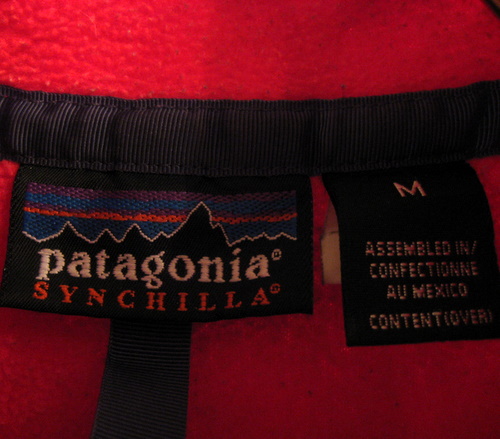 patagonia®
SYNCHILLA®
M
ASSEMBLED IN/
CONFECTIONNE
AU MEXICO
CONTENT(OVER)